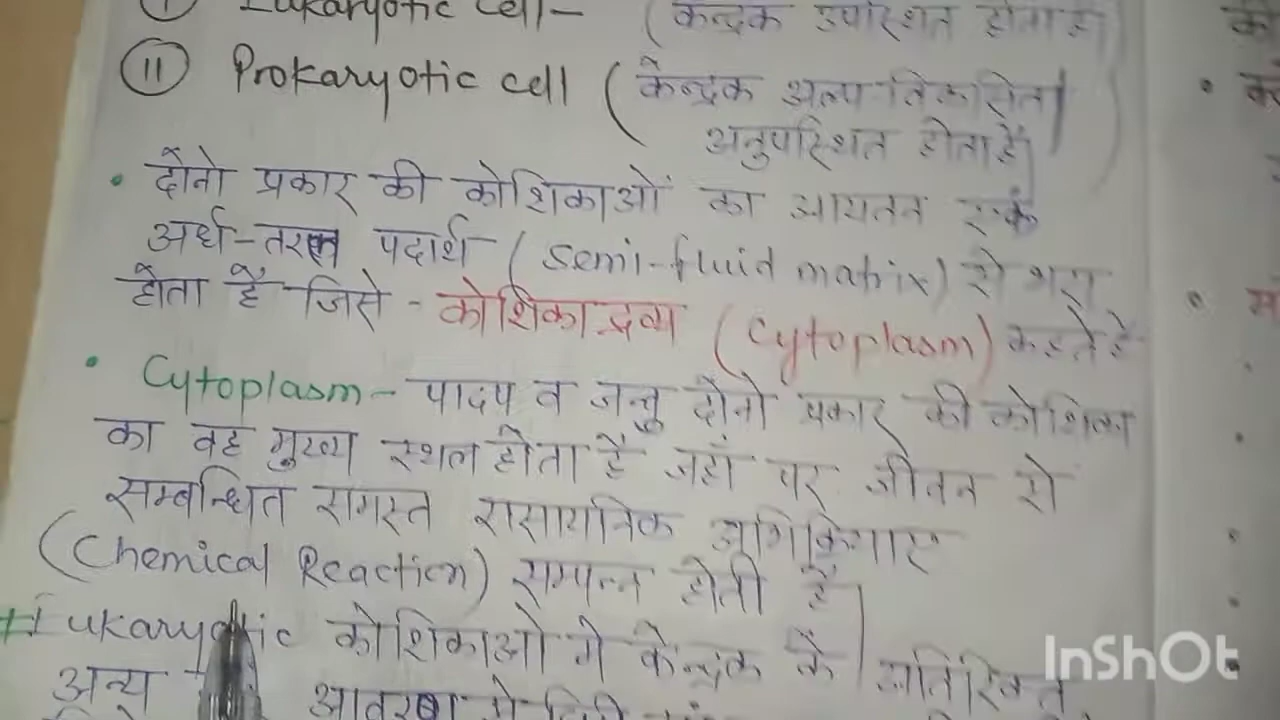 I Eukaryotic cell- (केन्द्रक उपस्थित होता है)
II Prokaryotic cell (केन्द्रक अल्प विकसित/
अनुपस्थित होता है)
• दोनो प्रकार की कोशिकाओं का आयतन एक
अर्ध-तरल पदार्थ (semi-fluid matrix) से भरा
होता है जिसे - कोशिकाद्रव्य (cytoplasm) कहते है
• Cytoplasm - पादप व जन्तु दोनो प्रकार की कोशिका
का वह मुख्य स्थल होता है जहाँ पर जीवन से
सम्बन्धित समस्त रासायनिक अभिक्रियाए
(Chemical Reaction) सम्पन्न होती है।
# Eukaryotic कोशिकाओ मे केन्द्रक के अतिरिक्त
अन्य आवरण से
InShOt